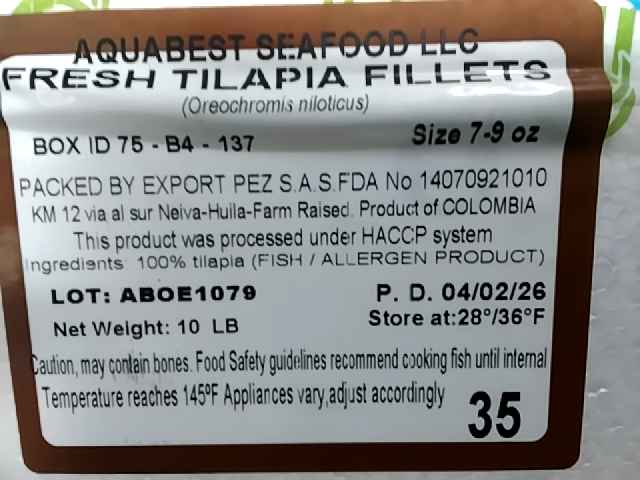 AQUABEST SEAFOOD LLC
FRESH TILAPIA FILLETS
(Oreochromis niloticus)
BOX ID 75 - B4 - 137
Size 7-9 oz
PACKED BY EXPORT PEZ S.A.S.FDA No 14070921010
KM 12 via al sur Neiva-Huila-Farm Raised. Product of COLOMBIA
This product was processed under HACCP system
Ingredients: 100% tilapia (FISH / ALLERGEN PRODUCT)
LOT: ABOE1079
P. D. 04/02/26
Net Weight: 10 LB
Store at:28°/36°F
Caution, may contain bones. Food Safety guidelines recommend cooking fish until internal
Temperature reaches 145ºF Appliances vary,adjust accordingly
35